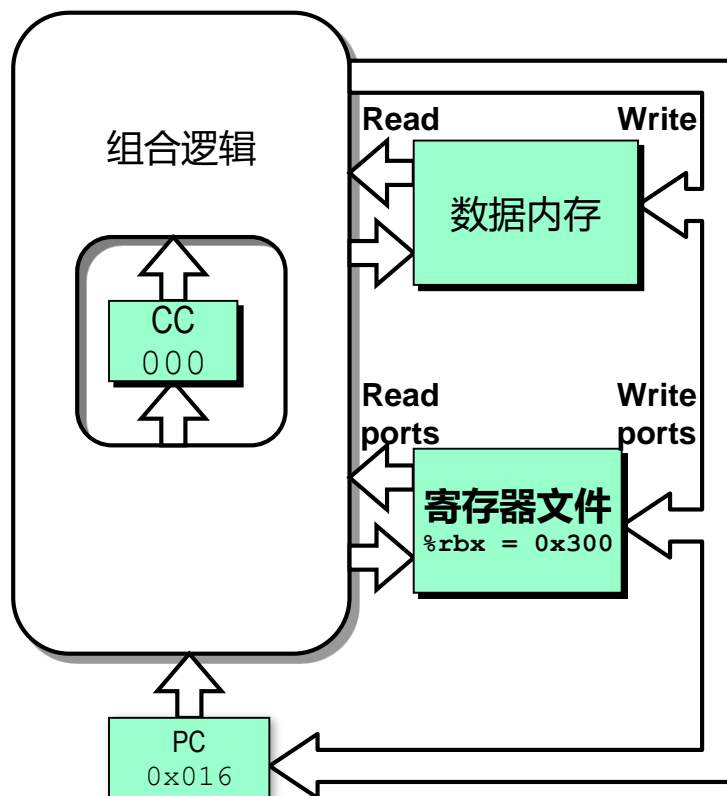 组合逻辑
Read
Write
数据内存
CC
000
Read
ports
Write
ports
寄存器文件
%rbx = 0x300
PC
0x016